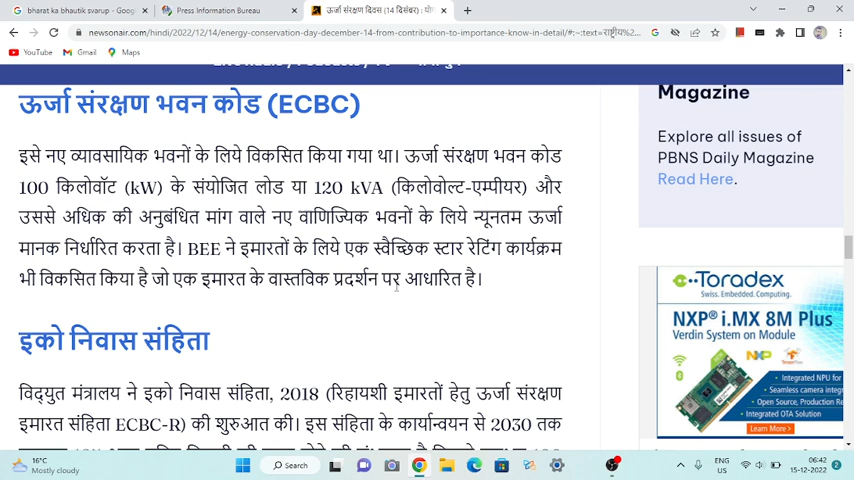 bharat ka bhautik svarup - Goog
Press Information Bureau
ऊर्जा संरक्षण दिवस (14 दिसंबर) : यो
newsonair.com/hindi/2022/12/14/energy-conservation-day-december-14-from-contribution-to-importance-know-in-detail/#:~:text=राष्ट्रीय%2...
YouTube
Gmail
Maps
ऊर्जा संरक्षण भवन कोड (ECBC)
इसे नए व्यावसायिक भवनों के लिये विकसित किया गया था। ऊर्जा संरक्षण भवन कोड
100 किलोवॉट (kW) के संयोजित लोड या 120 kVA (किलोवोल्ट-एम्पीयर) और
उससे अधिक की अनुबंधित मांग वाले नए वाणिज्यिक भवनों के लिये न्यूनतम ऊर्जा
मानक निर्धारित करता है। BEE ने इमारतों के लिये एक स्वैच्छिक स्टार रेटिंग कार्यक्रम
भी विकसित किया है जो एक इमारत के वास्तविक प्रदर्शन पर आधारित है।
इको निवास संहिता
विद्युत मंत्रालय ने इको निवास संहिता, 2018 (रिहायशी इमारतों हेतु ऊर्जा संरक्षण
इमारत संहिता ECBC-R) की शुरुआत की। इस संहिता के कार्यान्वयन से 2030 तक
Magazine
Explore all issues of
PBNS Daily Magazine
Read Here.
Toradex
Swiss. Embedded. Computing.
NXP® i.MX 8M Plus
Verdin System on Module
NXP
Integrated NPU for
Camera
Open Source, Production Re
Integrated OTA Solution
Learn More
16°C
Mostly cloudy
Search
ENG
IN
06:42
15-12-2022
2